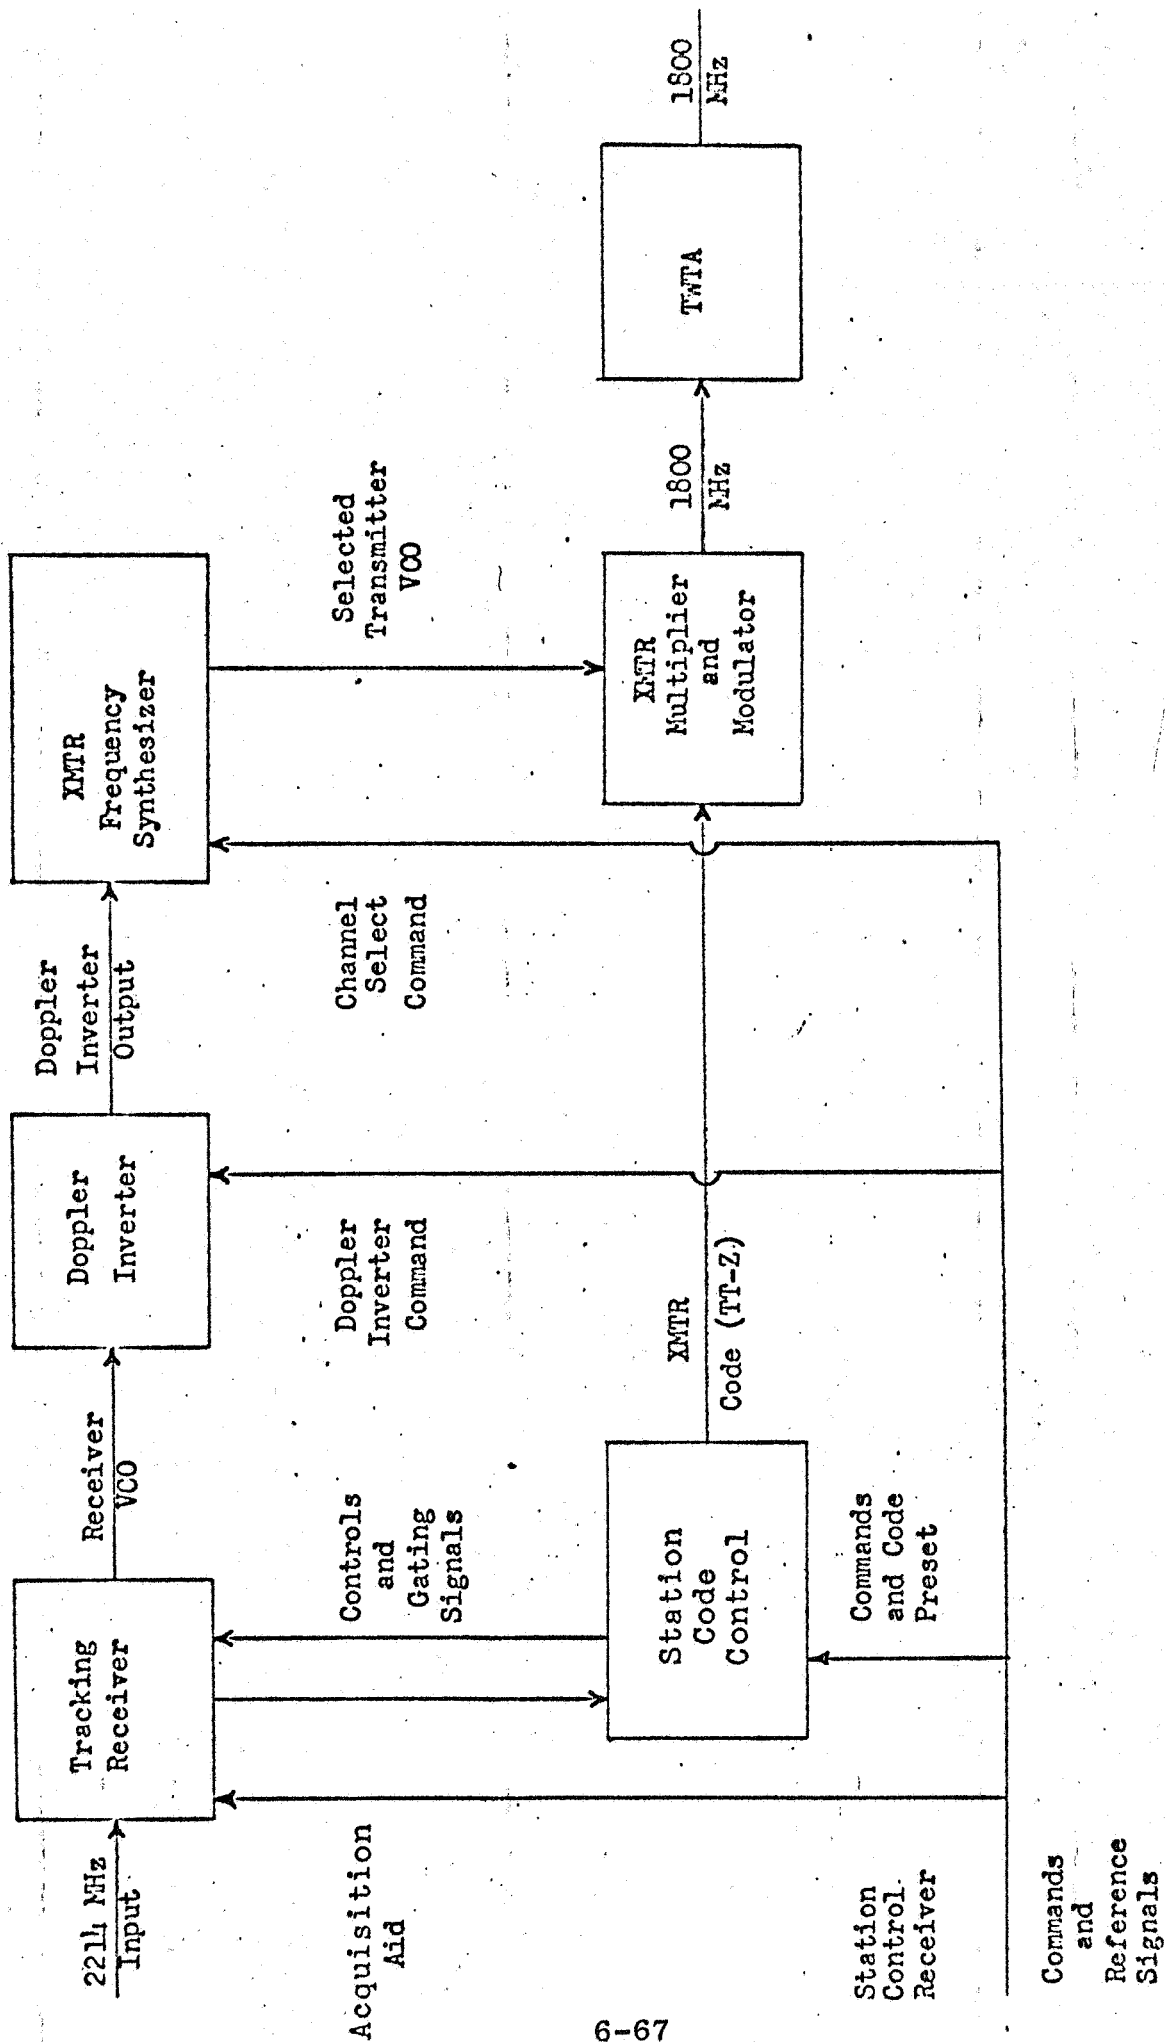 2214 MHz
Input
Tracking
Receiver
Receiver
VCO
Doppler
Inverter
Doppler
Inverter
Output
XMTR
Frequency
Synthesizer
Acquisition
Aid
Controls
and
Gating
Signals
Doppler
Inverter
Command
Channel
Select
Command
Selected
Transmitter
VCO
Station
Code
Control
XMTR
Code (TT-Z)
XMTR
Multiplier
and
Modulator
1800
MHz
TWTA
1800
MHz
Station
Control
Receiver
Commands
and Code
Preset
Commands
and
Reference
Signals
6-67